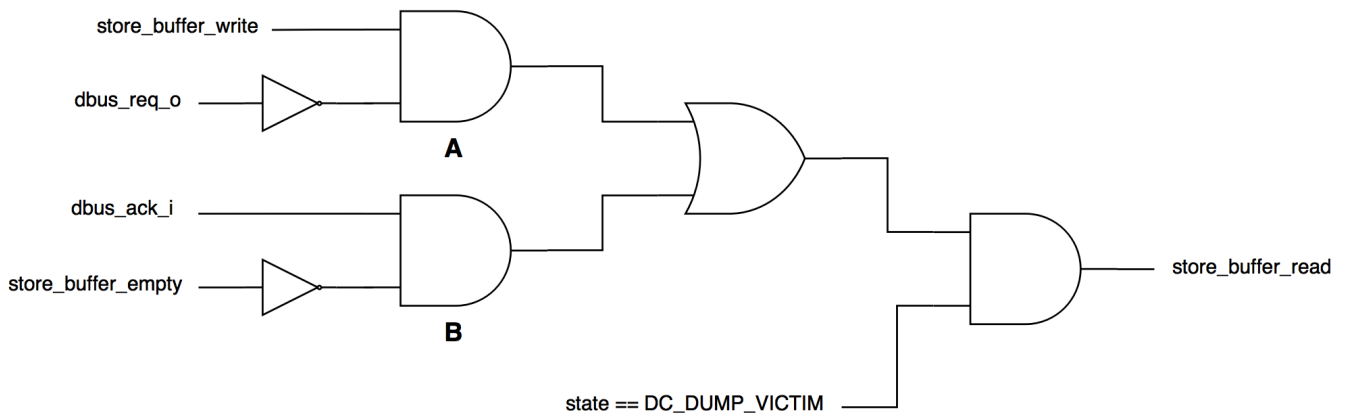 store_buffer_write
dbus_req_o
A
dbus_ack_i
store_buffer_empty
B
store_buffer_read
state == DC_DUMP_VICTIM